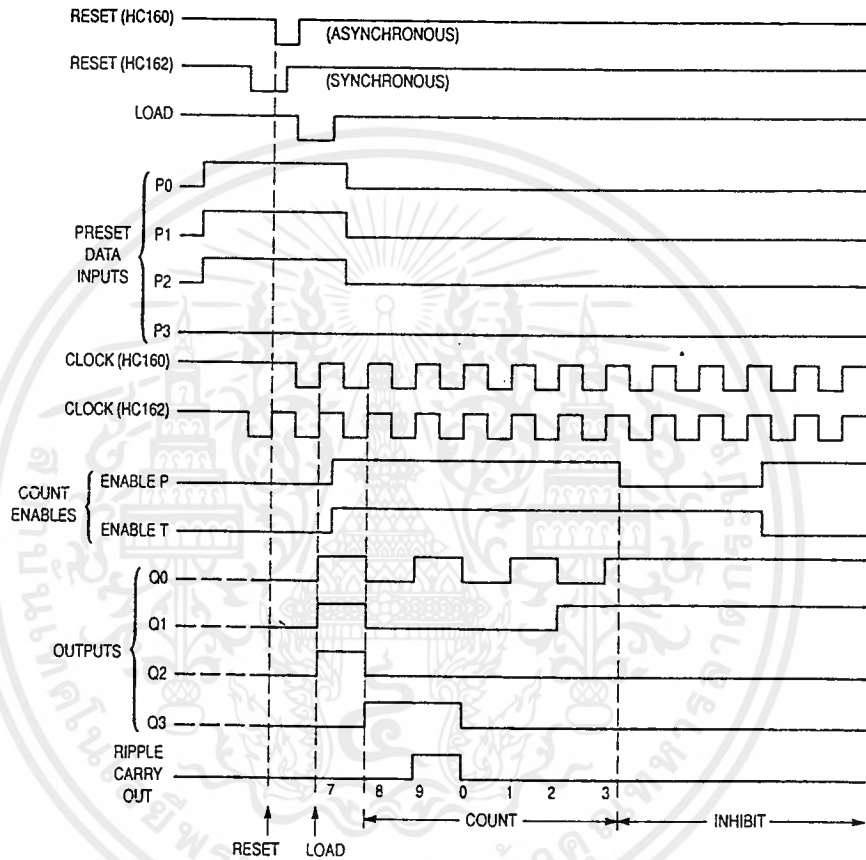 RESET (HC160)
(ASYNCHRONOUS)
RESET (HC162)
(SYNCHRONOUS)
LOAD
PRESET
DATA
INPUTS
P0
P1
P2
P3
CLOCK (HC160)
CLOCK (HC162)
COUNT
ENABLES
ENABLE P
ENABLE T
OUTPUTS
Q0
Q1
Q2
Q3
RIPPLE
CARRY
OUT
7 8 9 0 1 2 3
COUNT
INHIBIT
RESET
LOAD